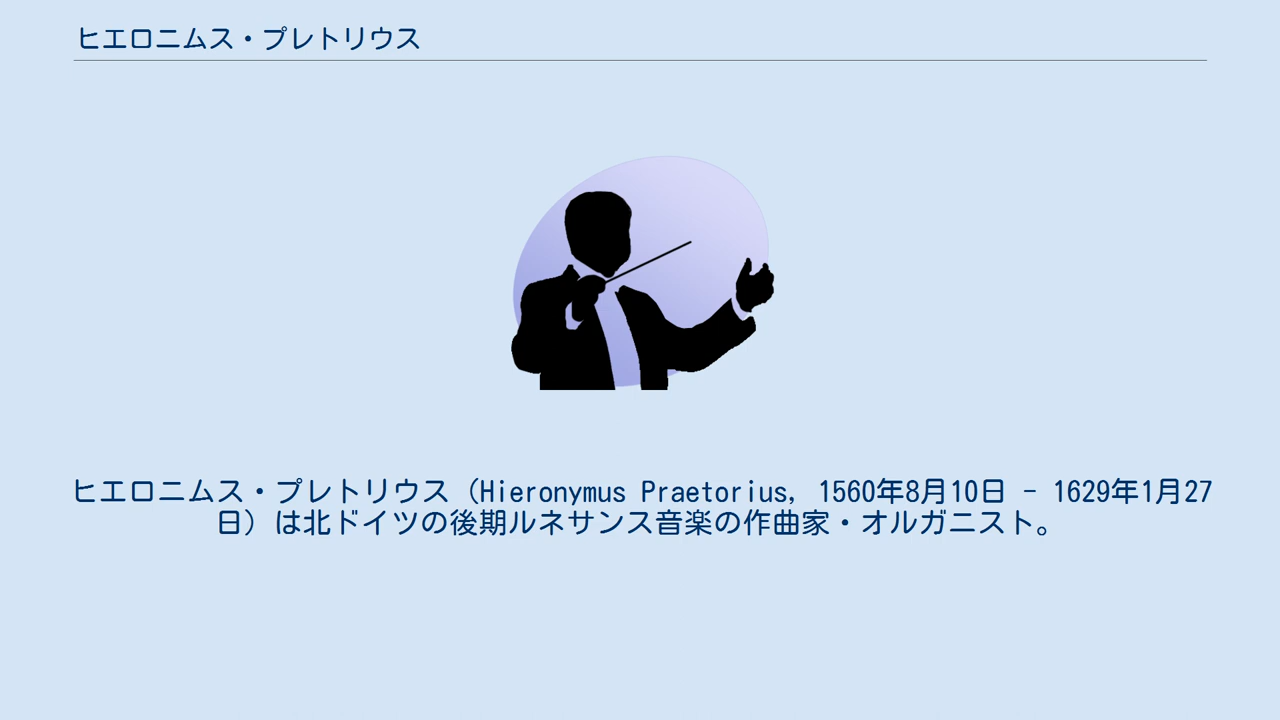 ヒエロニムス・プレトリウス
ヒエロニムス・プレトリウス（Hieronymus Praetorius, 1560年8月10日 - 1629年1月27
日）は北ドイツの後期ルネサンス音楽の作曲家・オルガニスト。